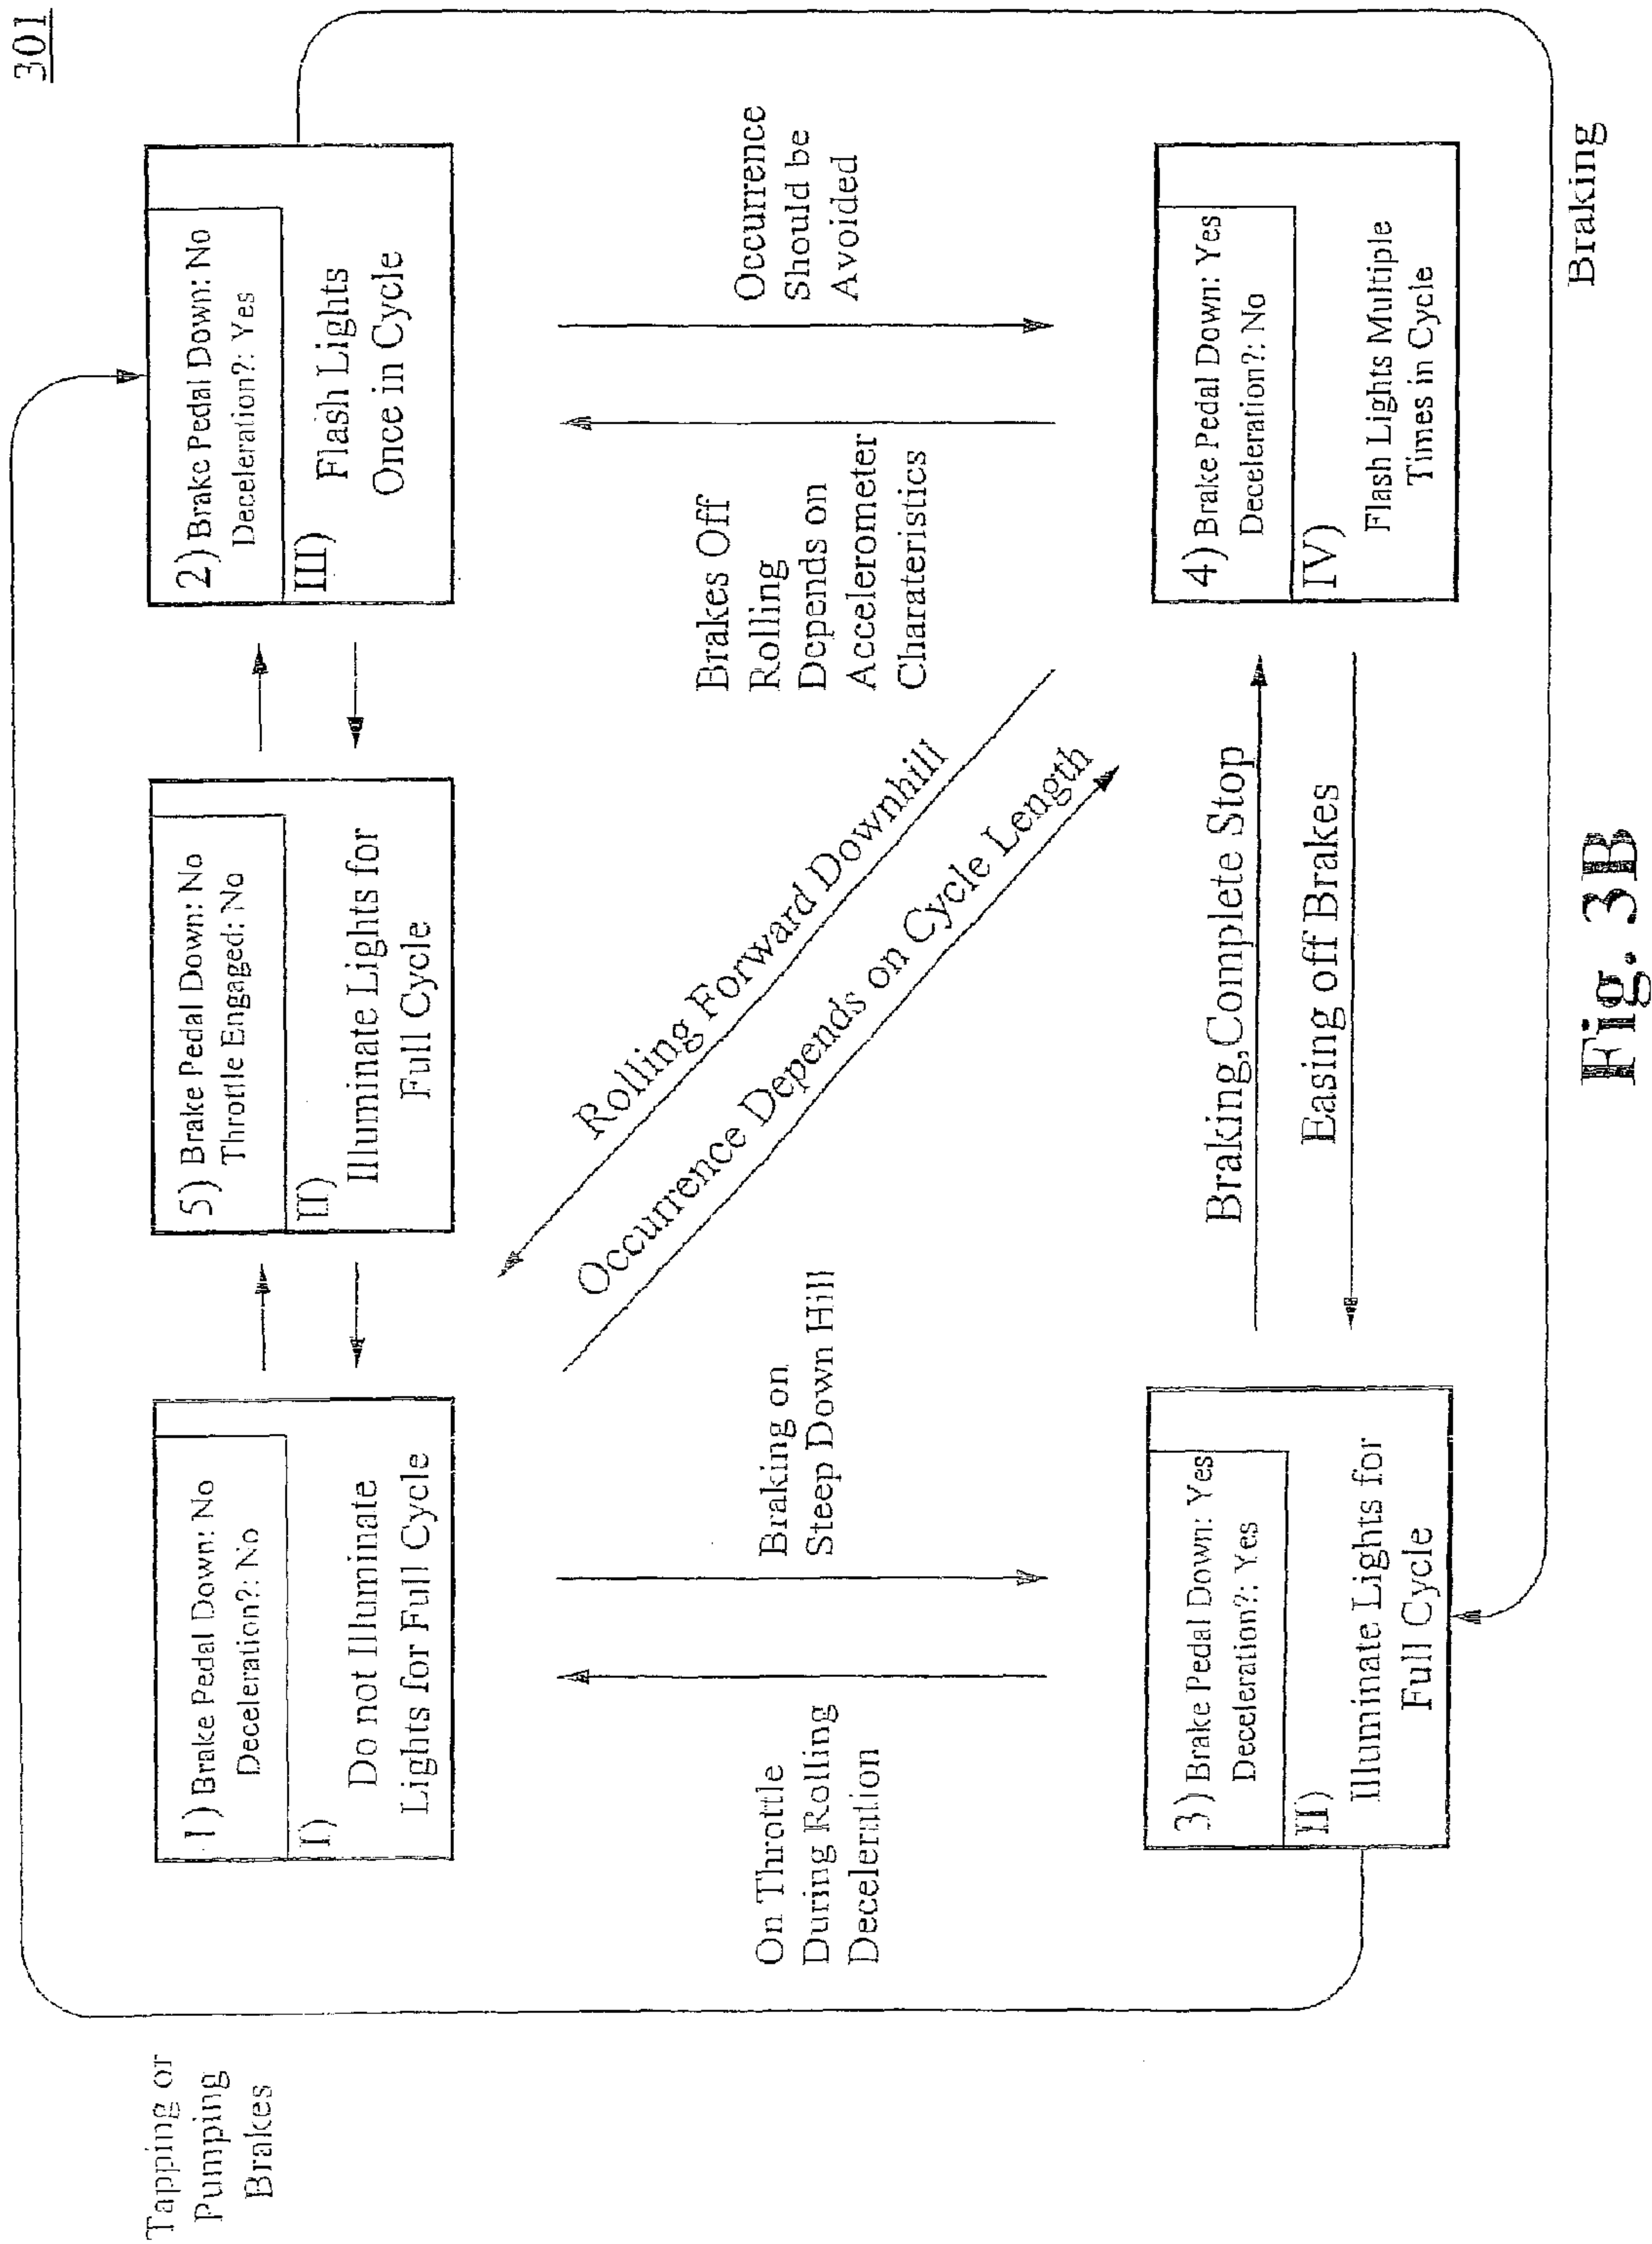 301
Tapping or
Pumping
Brakes
1) Brake Pedal Down: No
Deceleration?: No
I)
Do not Illuminate
Lights for Full Cycle
5) Brake Pedal Down: No
Throttle Engaged: No
II)
Illuminate Lights for
Full Cycle
2) Brake Pedal Down: No
Deceleration?: Yes
III)
Flash Lights
Once in Cycle
On Throttle
During Rolling
Deceleration
Braking on
Steep Down Hill
Rolling Forward Downhill
Occurrence Depends on Cycle Length
Brakes Off
Rolling
Depends on
Accelerometer
Charateristics
Occurrence
Should be
Avoided
3) Brake Pedal Down: Yes
Deceleration?: Yes
II)
Illuminate Lights for
Full Cycle
Braking,Complete Stop
Easing off Brakes
4) Brake Pedal Down: Yes
Deceleration?: No
IV)
Flash Lights Multiple
Times in Cycle
Braking
Fig. 3B